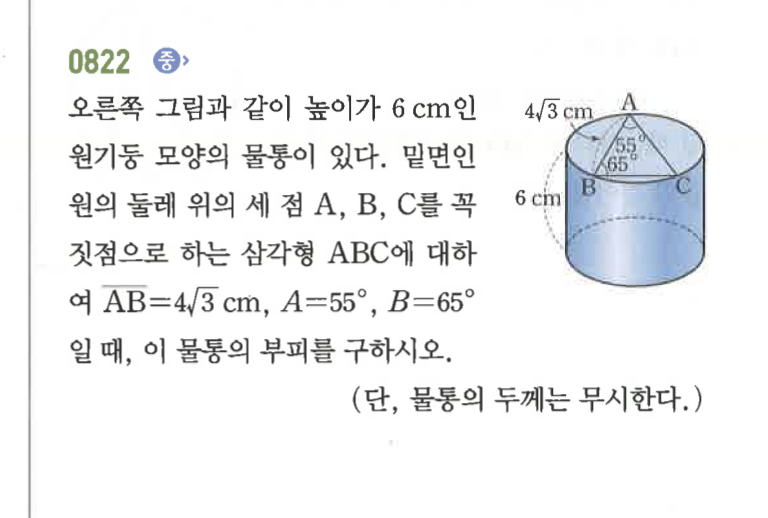 0822 중
오른쪽 그림과 같이 높이가 6 cm인
원기둥 모양의 물통이 있다. 밑면인
원의 둘레 위의 세 점 A, B, C를 꼭
짓점으로 하는 삼각형 ABC에 대하
여 AB=4√3 cm, A=55°, B=65°
일 때, 이 물통의 부피를 구하시오.
(단, 물통의 두께는 무시한다.)
4√3 cm
A
55°
65°
B
C
6 cm